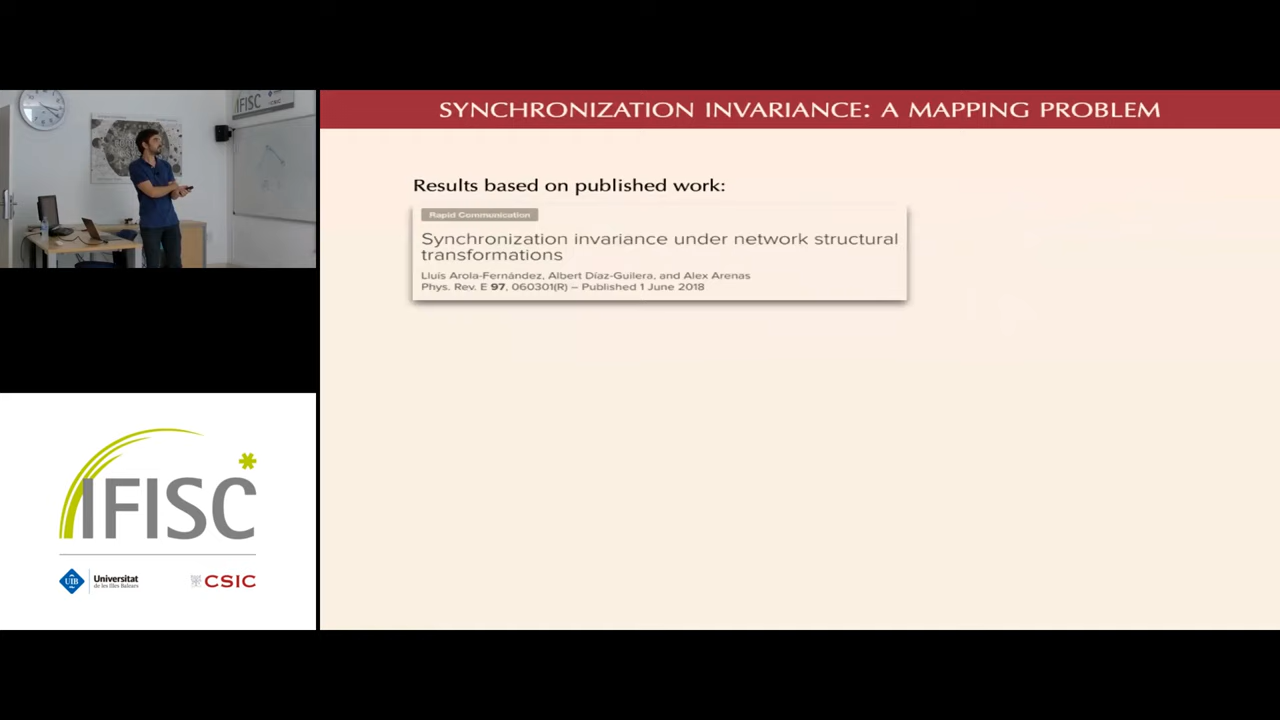 SYNCHRONIZATION INVARIANCE: A MAPPING PROBLEM
Results based on published work:
Rapid Communication
Synchronization invariance under network structural
transformations
Lluís Arola-Fernández, Albert Díaz-Guilera, and Alex Arenas
Phys. Rev. E 97, 060301(R) – Published 1 June 2018
IFISC
IFISC
UIB
Universitat
de les Illes Balears
CSIC